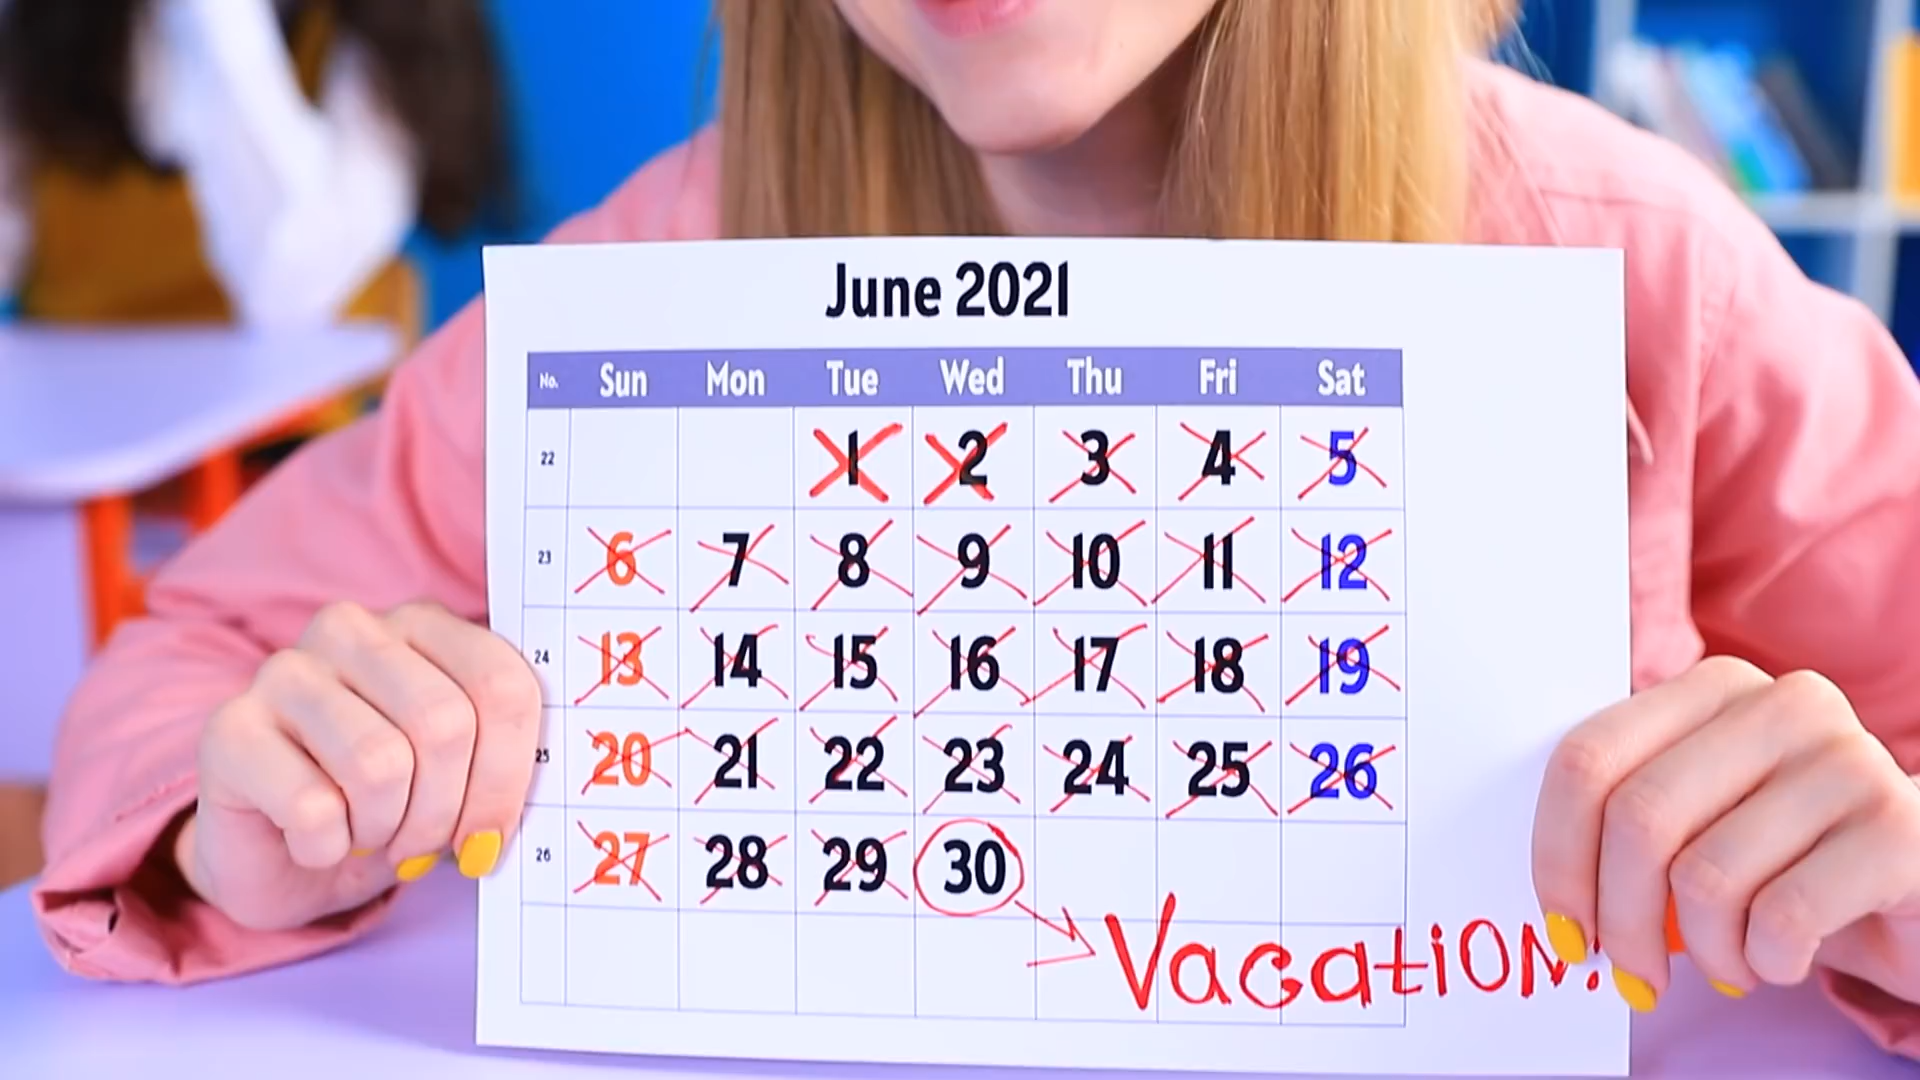 June 2021
No. Sun Mon Tue Wed Thu Fri Sat
22 1 2 3 4 5
23 6 7 8 9 10 11 12
24 13 14 15 16 17 18 19
25 20 21 22 23 24 25 26
26 27 28 29 30
VacatiON!